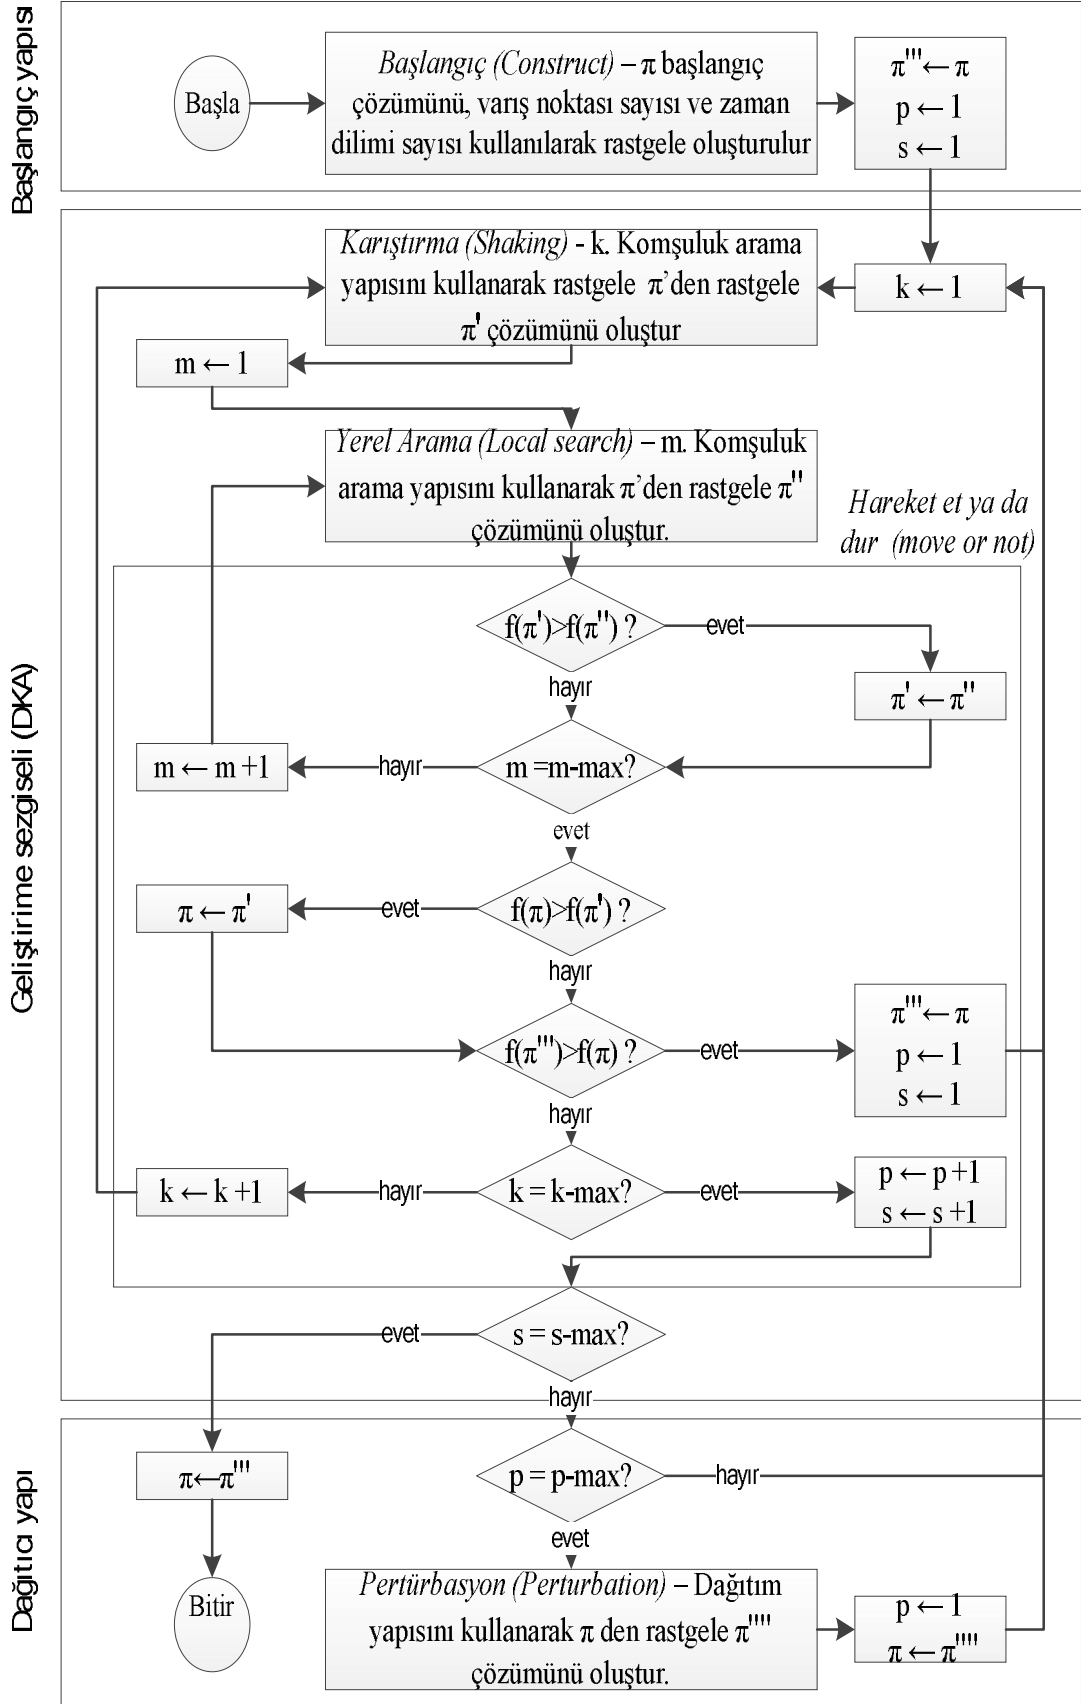 Başlangıç yapısı
Başla
Başlangıç (Construct) – π başlangıç
çözümünü, varış noktası sayısı ve zaman
dilimi sayısı kullanılarak rastgele oluşturulur
π''' ← π
p ← 1
s ← 1
Geliştirime sezgiseli (DKA)
Karıştırma (Shaking) - k. Komşuluk arama
yapısını kullanarak rastgele π'den rastgele
π' çözümünü oluştur
k ← 1
m ← 1
Yerel Arama (Local search) – m. Komşuluk
arama yapısını kullanarak π'den rastgele π''
çözümünü oluştur.
Hareket et ya da
dur (move or not)
f(π')>f(π'') ?
evet
hayır
π' ← π''
m ← m +1
hayır
m =m-max?
evet
π ← π'
evet
f(π)>f(π') ?
hayır
f(π''')>f(π) ?
evet
π''' ← π
p ← 1
s ← 1
hayır
k ← k +1
hayır
k = k-max?
evet
p ← p +1
s ← s +1
evet
s = s-max?
hayır
Dağıtıcı yapı
π←π'''
p = p-max?
hayır
evet
Bitir
Pertürbasyon (Perturbation) – Dağıtım
yapısını kullanarak π den rastgele π''''
çözümünü oluştur.
p ← 1
π ← π''''